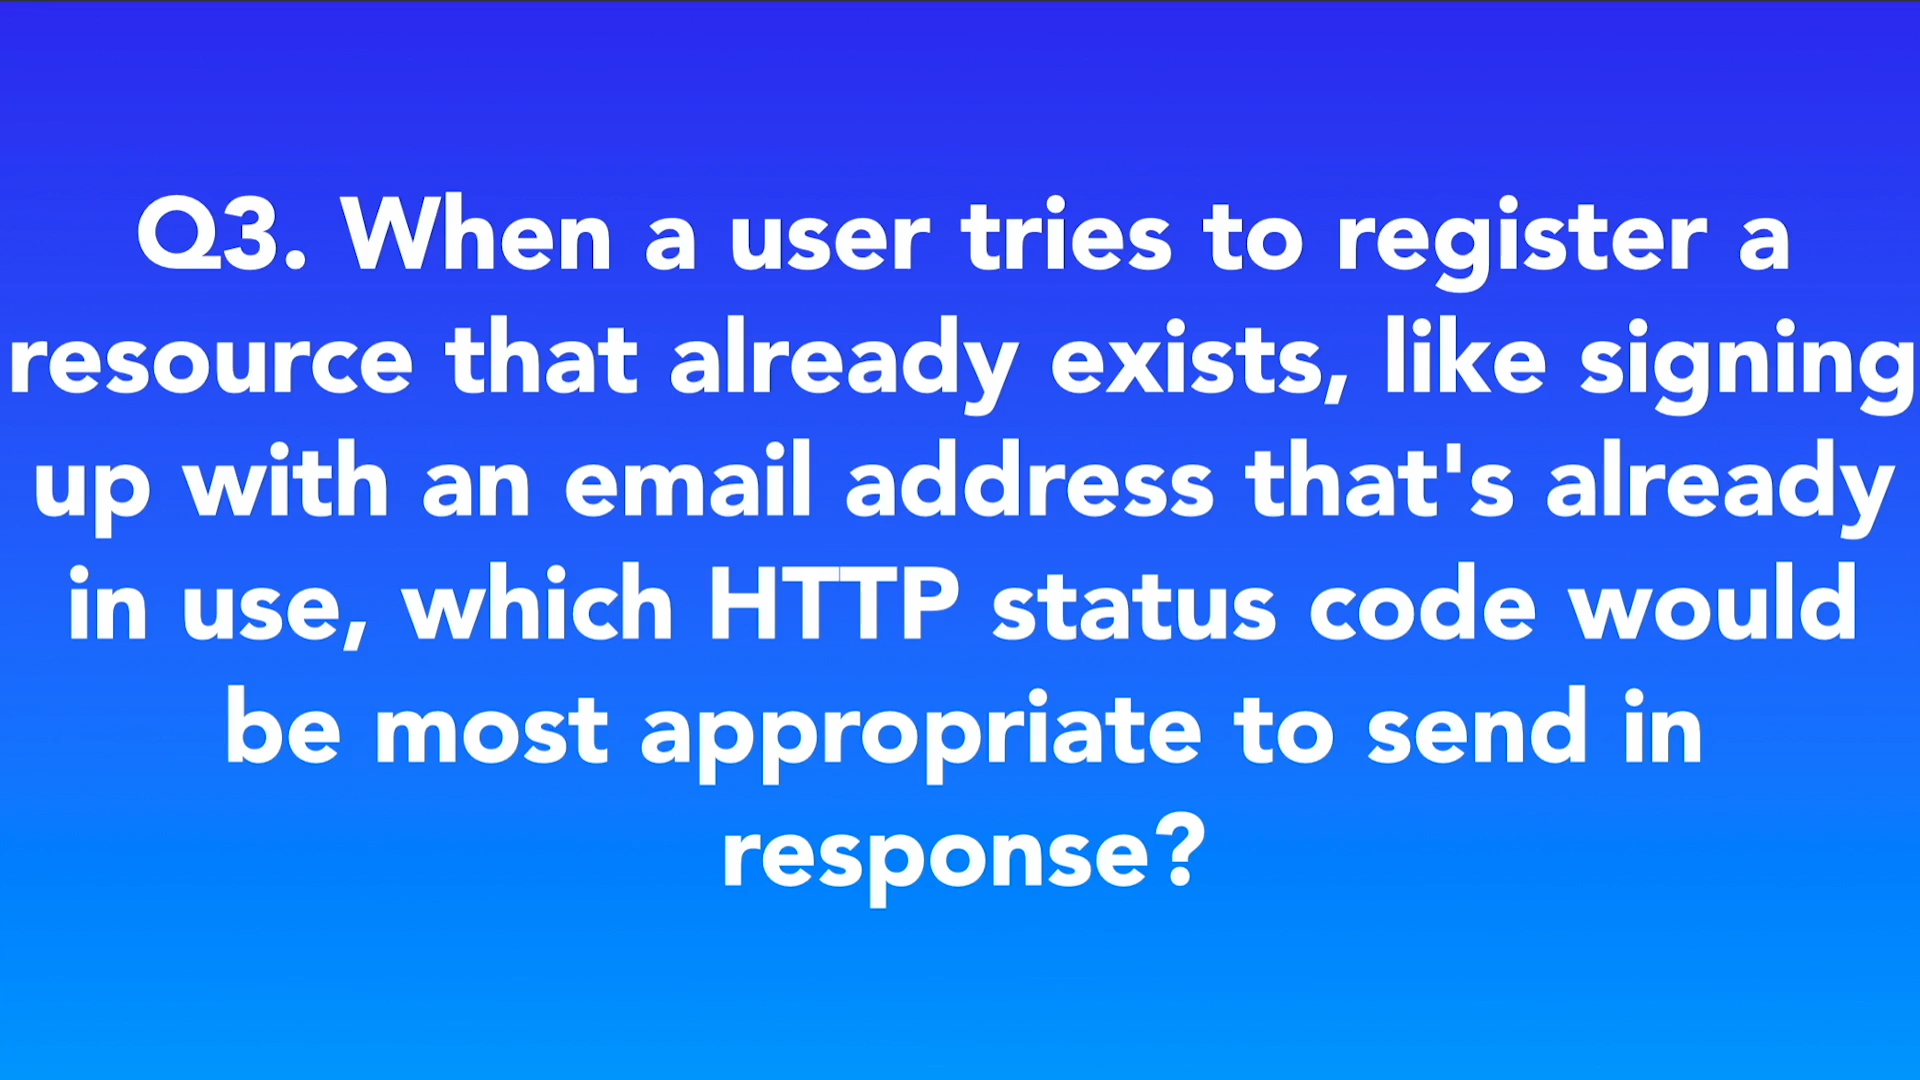 Q3. When a user tries to register a
resource that already exists, like signing
up with an email address that's already
in use, which HTTP status code would
be most appropriate to send in
response?